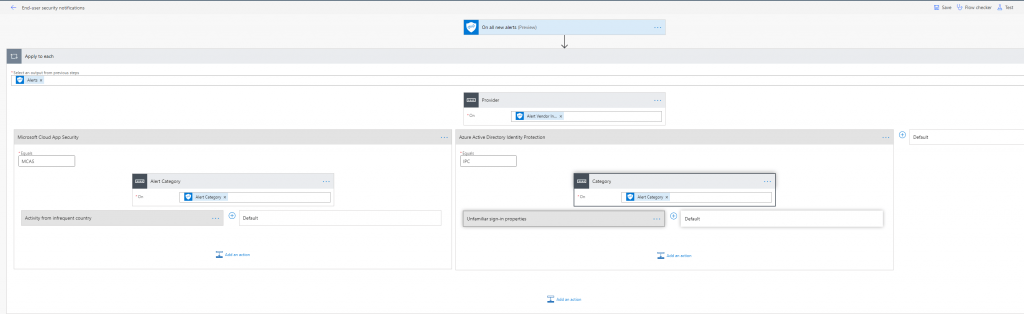 End-user security notifications
Save Flow checker Test
On all new alerts (Preview)
Apply to each
* Select an output from previous steps
Alerts ×
Provider
* On
Alert Vendor In... ×
Microsoft Cloud App Security
Azure Active Directory Identity Protection
Default
* Equals
MCAS
* Equals
IPC
Alert Category
* On
Alert Category ×
Category
* On
Alert Category ×
Activity from infrequent country
Default
Unfamiliar sign-in properties
Default
Add an action
Add an action
Add an action